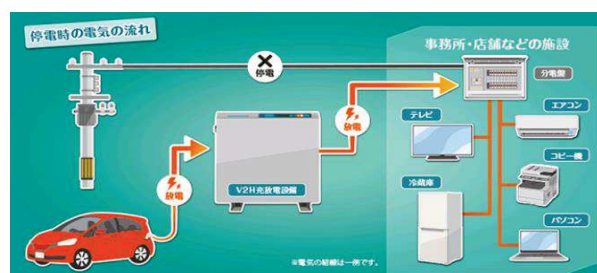 停電時の電気の流れ
停電
事務所・店舗などの施設
分電盤
放電
テレビ
エアコン
放電
V2H充放電設備
冷蔵庫
コピー機
パソコン
※電気の結線は一例です。